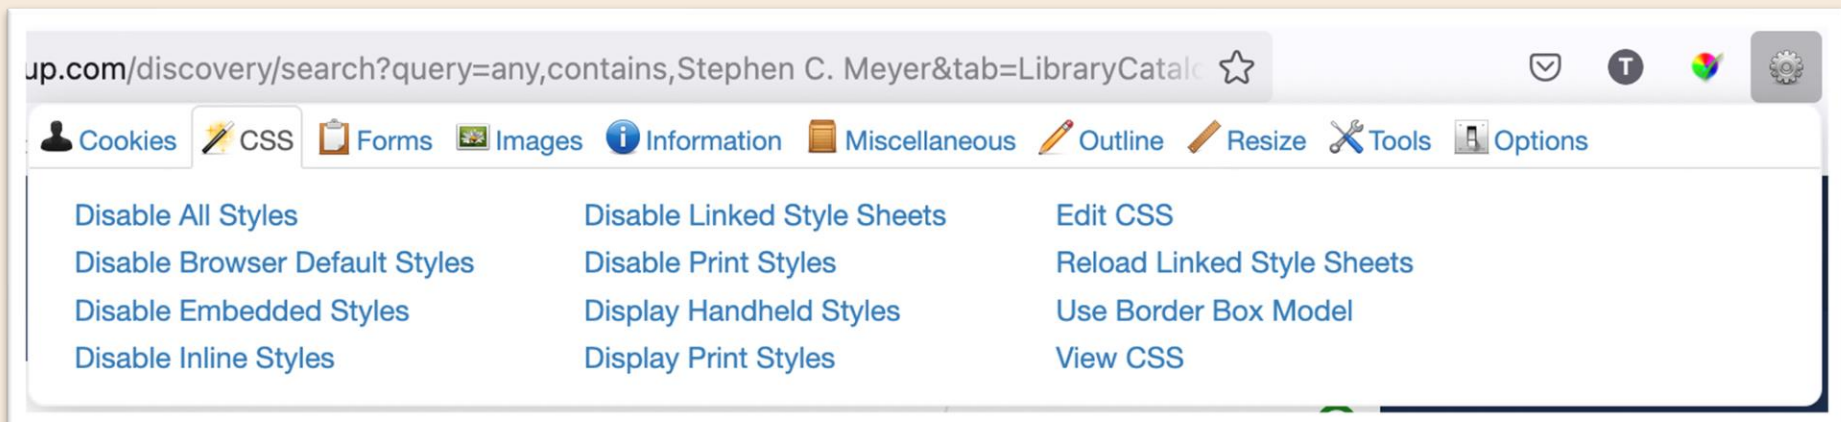 up.com/discovery/search?query=any,contains,Stephen C. Meyer&tab=LibraryCatalo
T
Cookies CSS Forms Images Information Miscellaneous Outline Resize Tools Options
Disable All Styles Disable Linked Style Sheets Edit CSS
Disable Browser Default Styles Disable Print Styles Reload Linked Style Sheets
Disable Embedded Styles Display Handheld Styles Use Border Box Model
Disable Inline Styles Display Print Styles View CSS